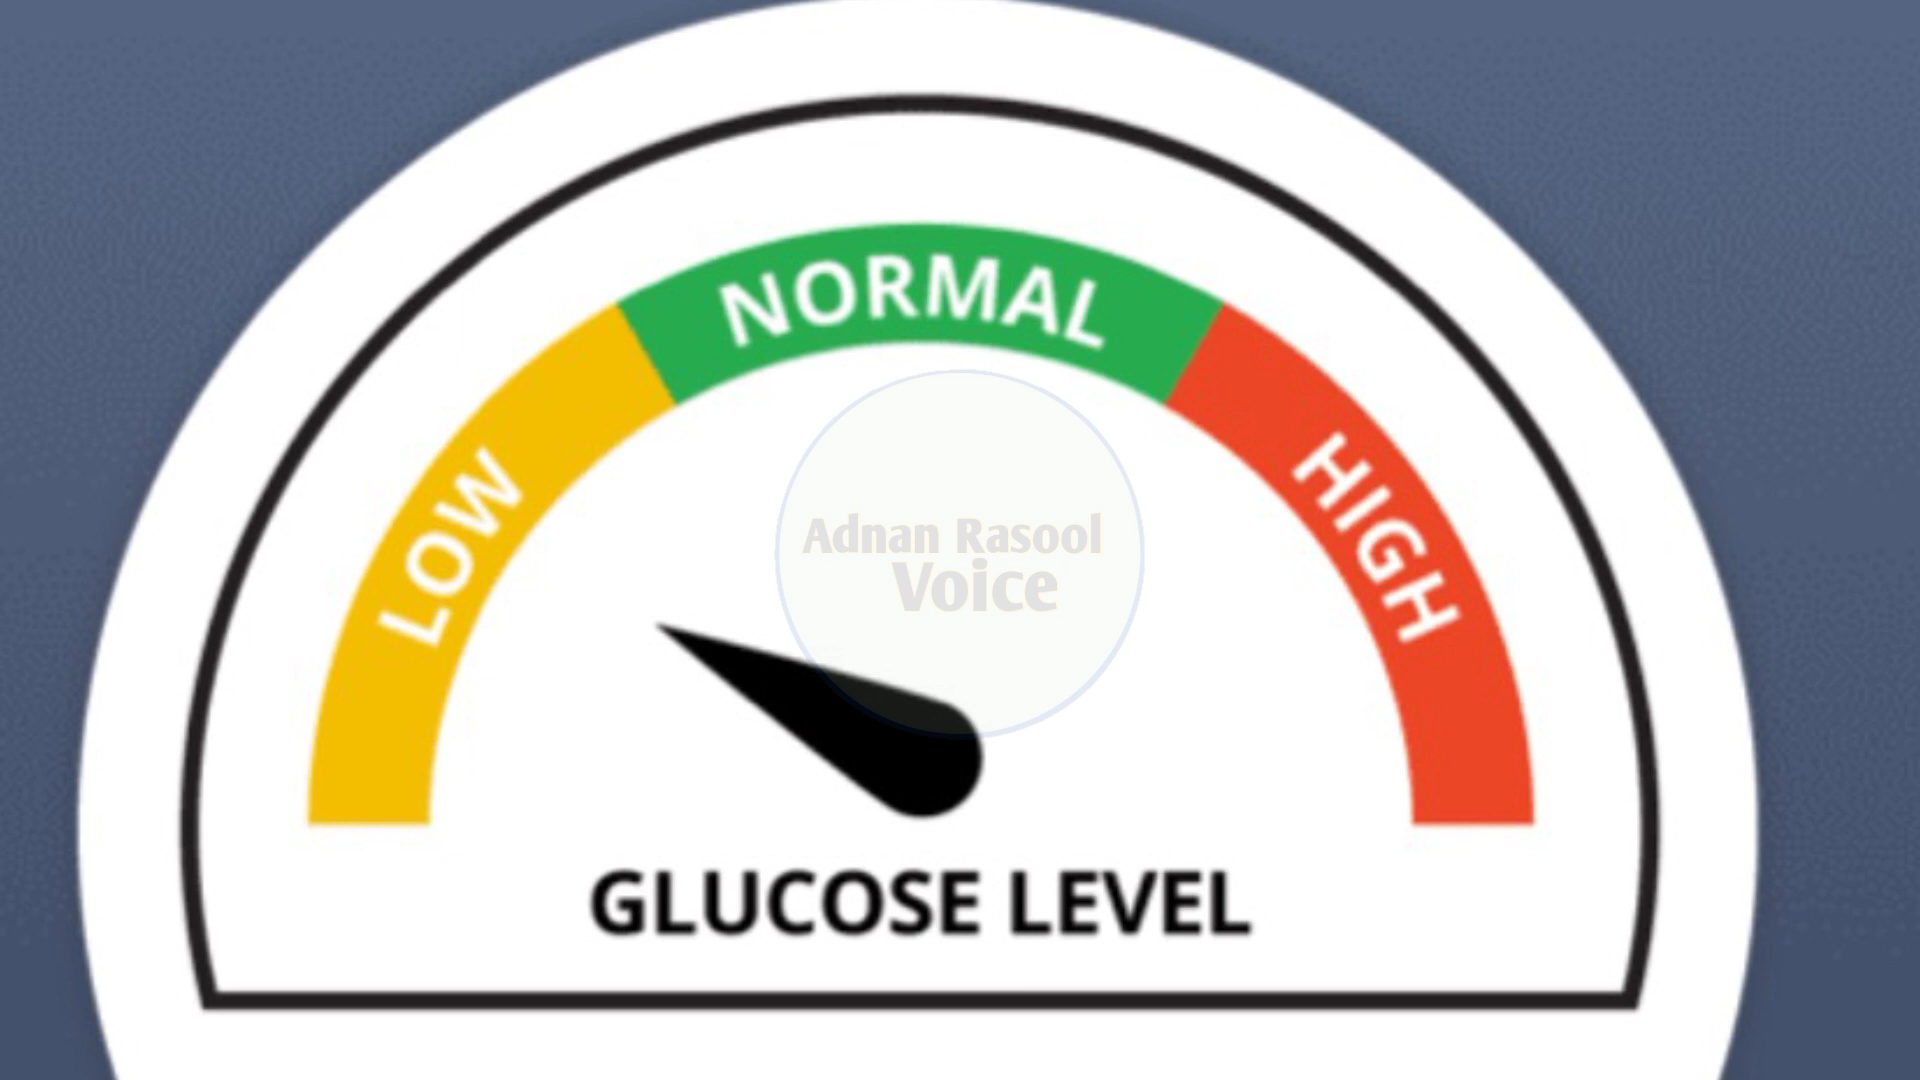 NORMAL
LOW
HIGH
Adnan Rasool
Voice
GLUCOSE LEVEL